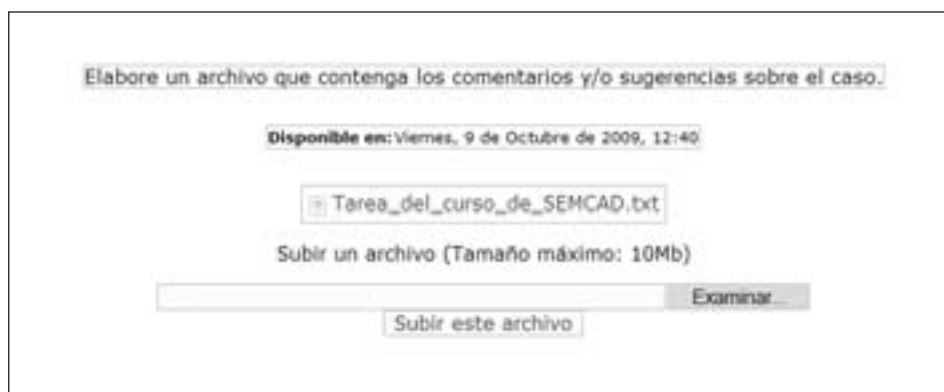 Elabore un archivo que contenga los comentarios y/o sugerencias sobre el caso.
Disponible en: Viernes, 9 de Octubre de 2009, 12:40
Tarea_del_curso_de_SEMCAD.txt
Subir un archivo (Tamaño máximo: 10Mb)
Examinar...
Subir este archivo